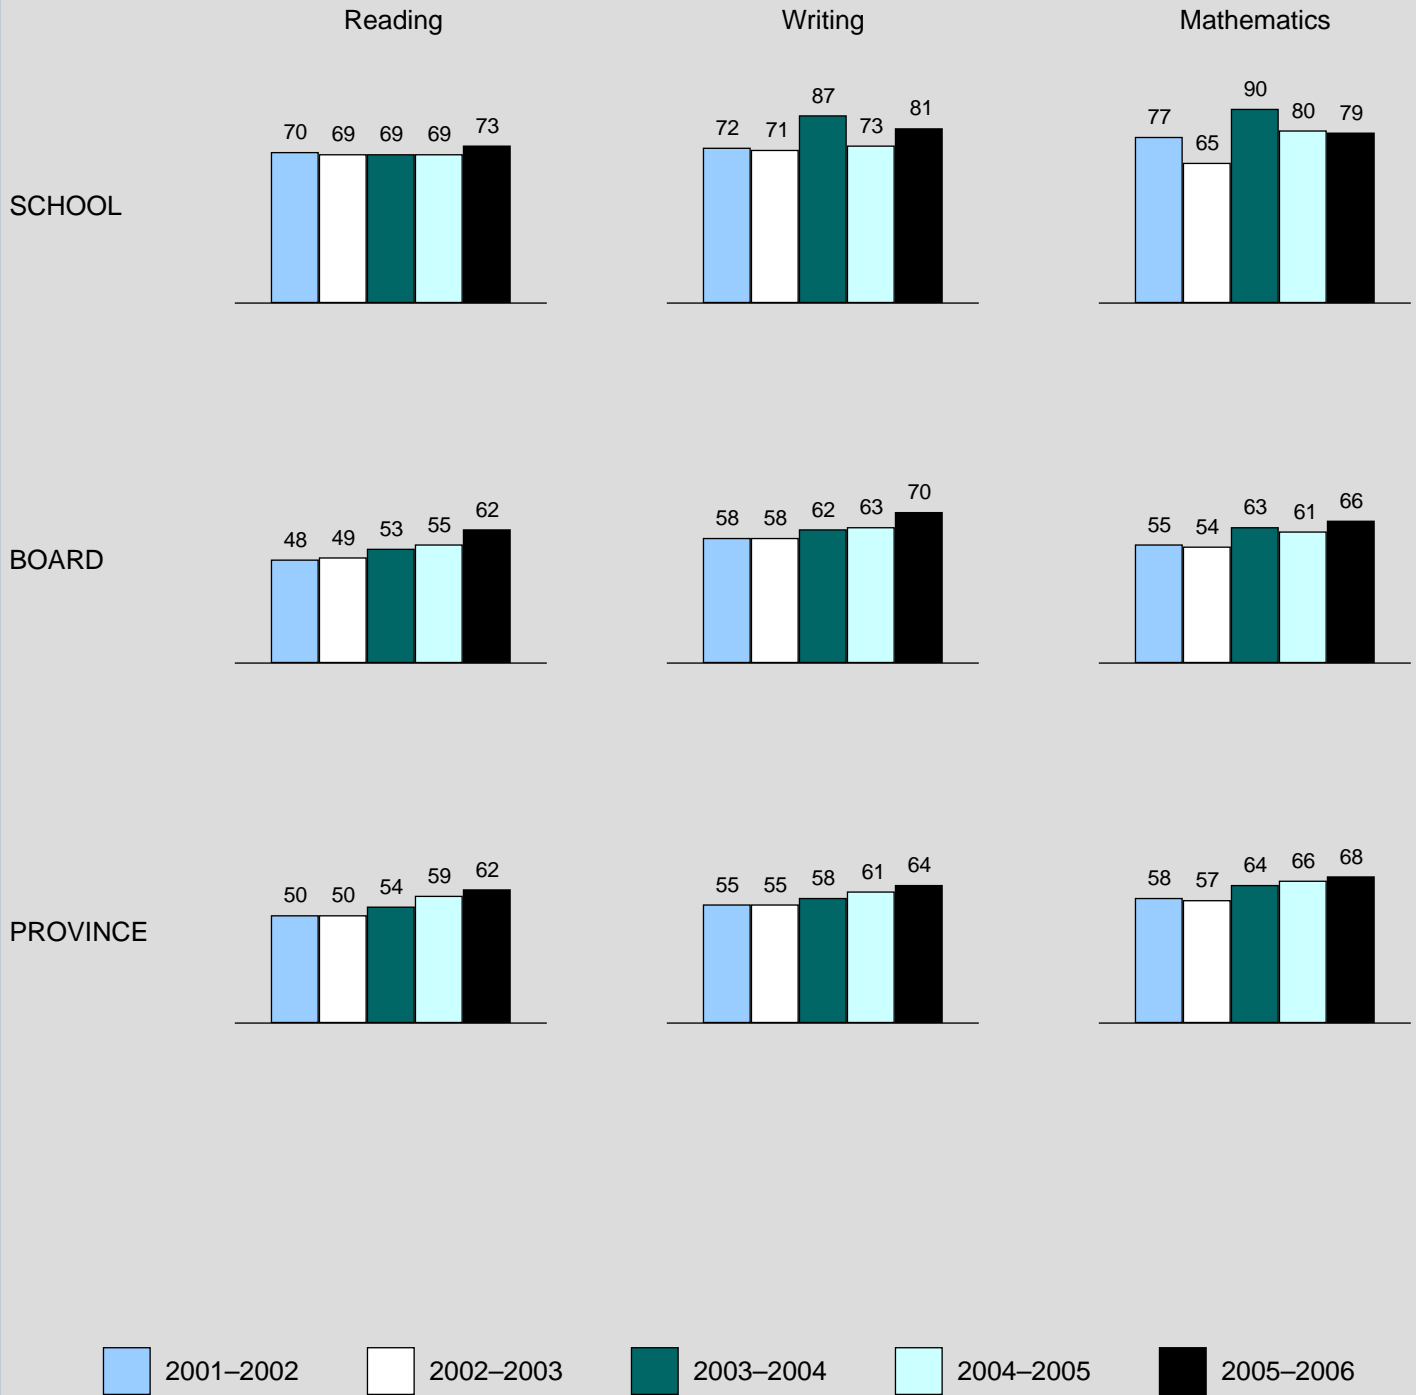 Reading Writing Mathematics
SCHOOL
70 69 69 69 73
72 71 87 73 81
77 65 90 80 79
BOARD
48 49 53 55 62
58 58 62 63 70
55 54 63 61 66
PROVINCE
50 50 54 59 62
55 55 58 61 64
58 57 64 66 68
2001–2002 2002–2003 2003–2004 2004–2005 2005–2006